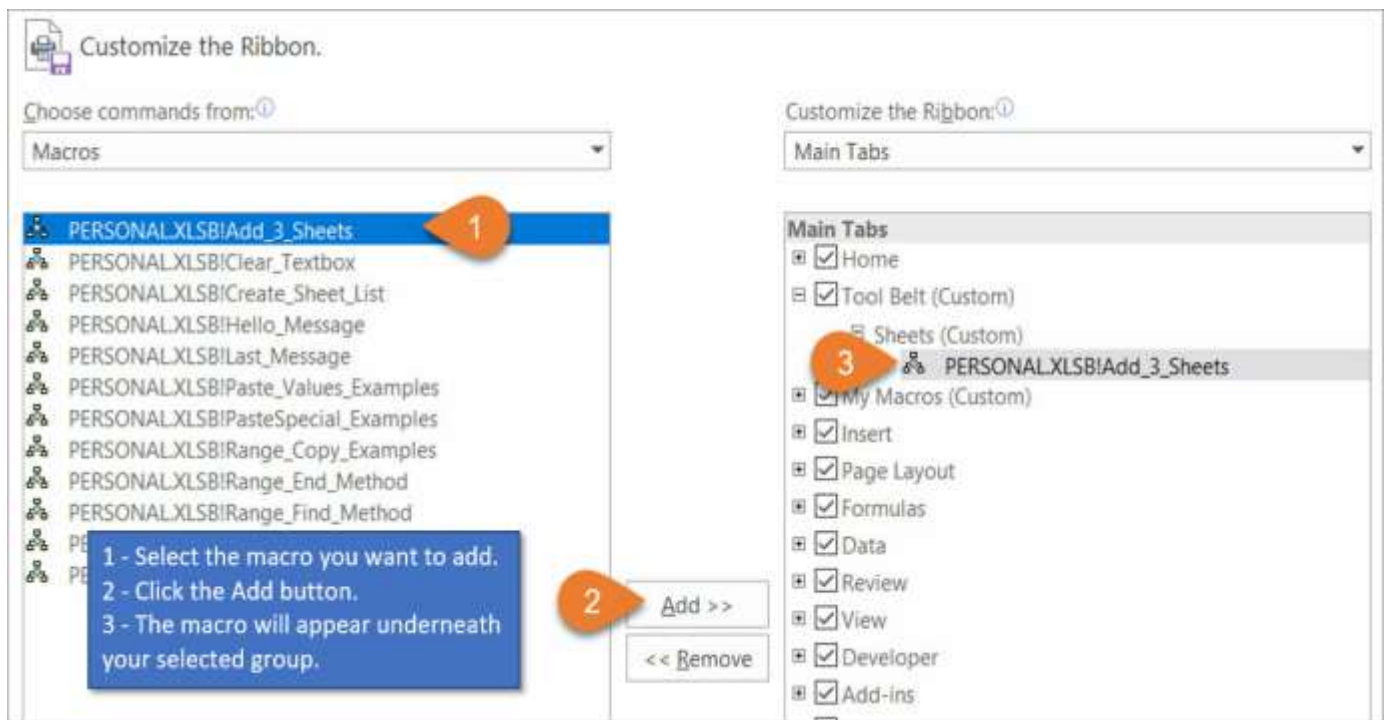 Customize the Ribbon.
Choose commands from:
Macros
PERSONAL.XLSB!Add_3_Sheets
1
PERSONAL.XLSB!Clear_Textbox
PERSONAL.XLSB!Create_Sheet_List
PERSONAL.XLSB!Hello_Message
PERSONAL.XLSB!Last_Message
PERSONAL.XLSB!Paste_Values_Examples
PERSONAL.XLSB!PasteSpecial_Examples
PERSONAL.XLSB!Range_Copy_Examples
PERSONAL.XLSB!Range_End_Method
PERSONAL.XLSB!Range_Find_Method
PE
PE
1 - Select the macro you want to add.
2 - Click the Add button.
3 - The macro will appear underneath
your selected group.
2
Add >>
<< Remove
Customize the Ribbon:
Main Tabs
Main Tabs
Home
Tool Belt (Custom)
Sheets (Custom)
3
PERSONAL.XLSB!Add_3_Sheets
My Macros (Custom)
Insert
Page Layout
Formulas
Data
Review
View
Developer
Add-ins